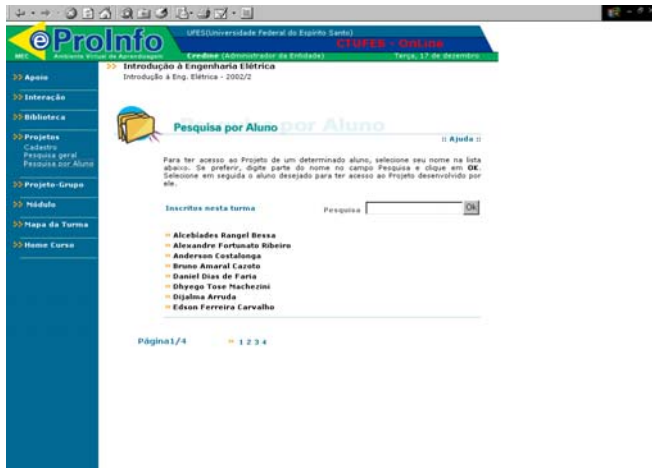 UFES(Universidade Federal do Espírito Santo)
eProInfo
CTUFES - OnLine
MEC Ambiente Virtual de Aprendizagem
Credine (Administrador da Entidade)
Terça, 17 de dezembro
>> Introdução à Engenharia Elétrica
Introdução à Eng. Elétrica - 2002/2
>> Apoio
>> Interação
>> Biblioteca
>> Projetos
Cadastro
Pesquisa geral
Pesquisa por Aluno
>> Projeto-Grupo
>> Módulo
>> Mapa da Turma
>> Home Curso
Pesquisa por Aluno
:: Ajuda ::
Para ter acesso ao Projeto de um determinado aluno, selecione seu nome na lista
abaixo. Se preferir, digite parte do nome no campo Pesquisa e clique em OK.
Selecione em seguida o aluno desejado para ter acesso ao Projeto desenvolvido por
ele.
Inscritos nesta turma
Pesquisa Ok
Alcebíades Rangel Bessa
Alexandre Fortunato Ribeiro
Anderson Costalonga
Bruno Amaral Cazoto
Daniel Dias de Faria
Dhyego Tose Machezini
Dijalma Arruda
Edson Ferreira Carvalho
Página1/4 1 2 3 4